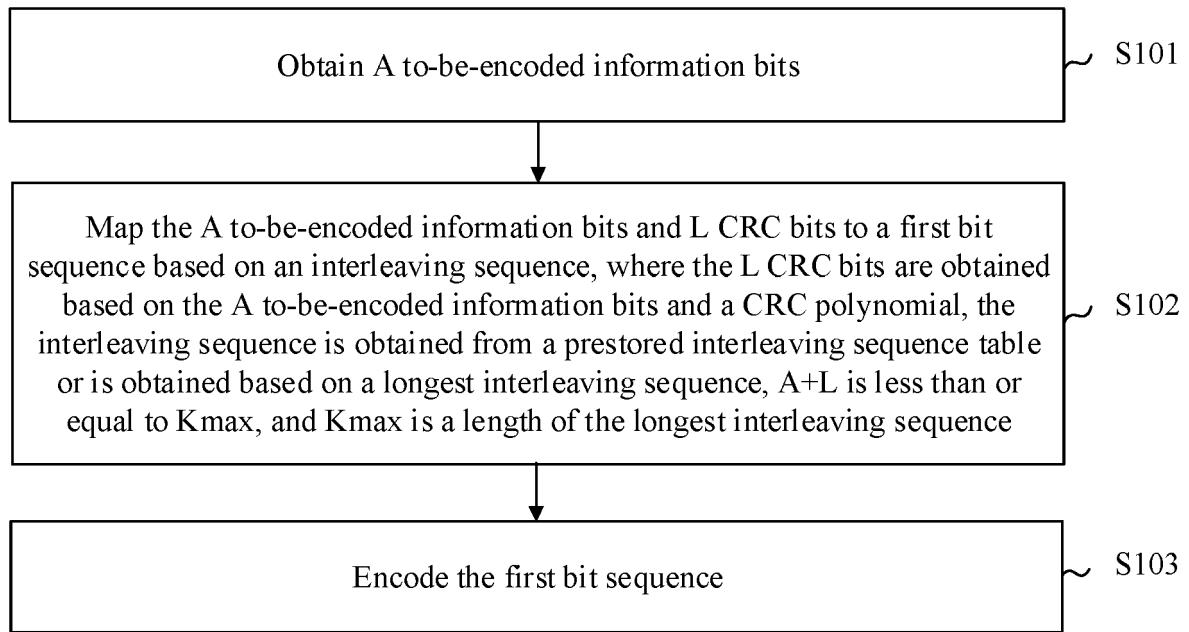 Obtain A to-be-encoded information bits
S101
Map the A to-be-encoded information bits and L CRC bits to a first bit
sequence based on an interleaving sequence, where the L CRC bits are obtained
based on the A to-be-encoded information bits and a CRC polynomial, the
interleaving sequence is obtained from a prestored interleaving sequence table
or is obtained based on a longest interleaving sequence, A+L is less than or
equal to Kmax, and Kmax is a length of the longest interleaving sequence
S102
Encode the first bit sequence
S103